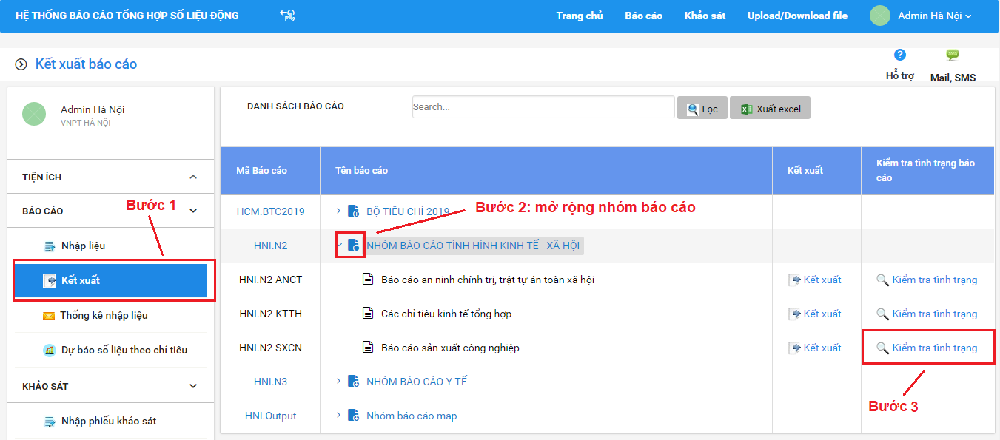 HỆ THỐNG BÁO CÁO TỔNG HỢP SỐ LIỆU ĐỘNG
Trang chủ
Báo cáo
Khảo sát
Upload/Download file
Admin Hà Nội
Kết xuất báo cáo
?
Hỗ trợ
SMS
Mail, SMS
Admin Hà Nội
VNPT HÀ NỘI
TIỆN ÍCH
BÁO CÁO
Bước 1
Nhập liệu
Kết xuất
Thống kê nhập liệu
Dự báo số liệu theo chỉ tiêu
KHẢO SÁT
Nhập phiếu khảo sát
DANH SÁCH BÁO CÁO
Search...
Lọc
Xuất excel
Mã Báo cáo
Tên báo cáo
Kết xuất
Kiểm tra tình trạng báo
cáo
HCM.BTC2019
BỘ TIÊU CHÍ 2019
Bước 2: mở rộng nhóm báo cáo
HNI.N2
NHÓM BÁO CÁO TÌNH HÌNH KINH TẾ - XÃ HỘI
HNI.N2-ANCT
Báo cáo an ninh chính trị, trật tự án toàn xã hội
Kết xuất
Kiểm tra tình trạng
HNI.N2-KTTH
Các chỉ tiêu kinh tế tổng hợp
Kết xuất
Kiểm tra tình trạng
HNI.N2-SXCN
Báo cáo sản xuất công nghiệp
Kết xuất
Kiểm tra tình trạng
HNI.N3
NHÓM BÁO CÁO Y TẾ
Bước 3
HNI.Output
Nhóm báo cáo map